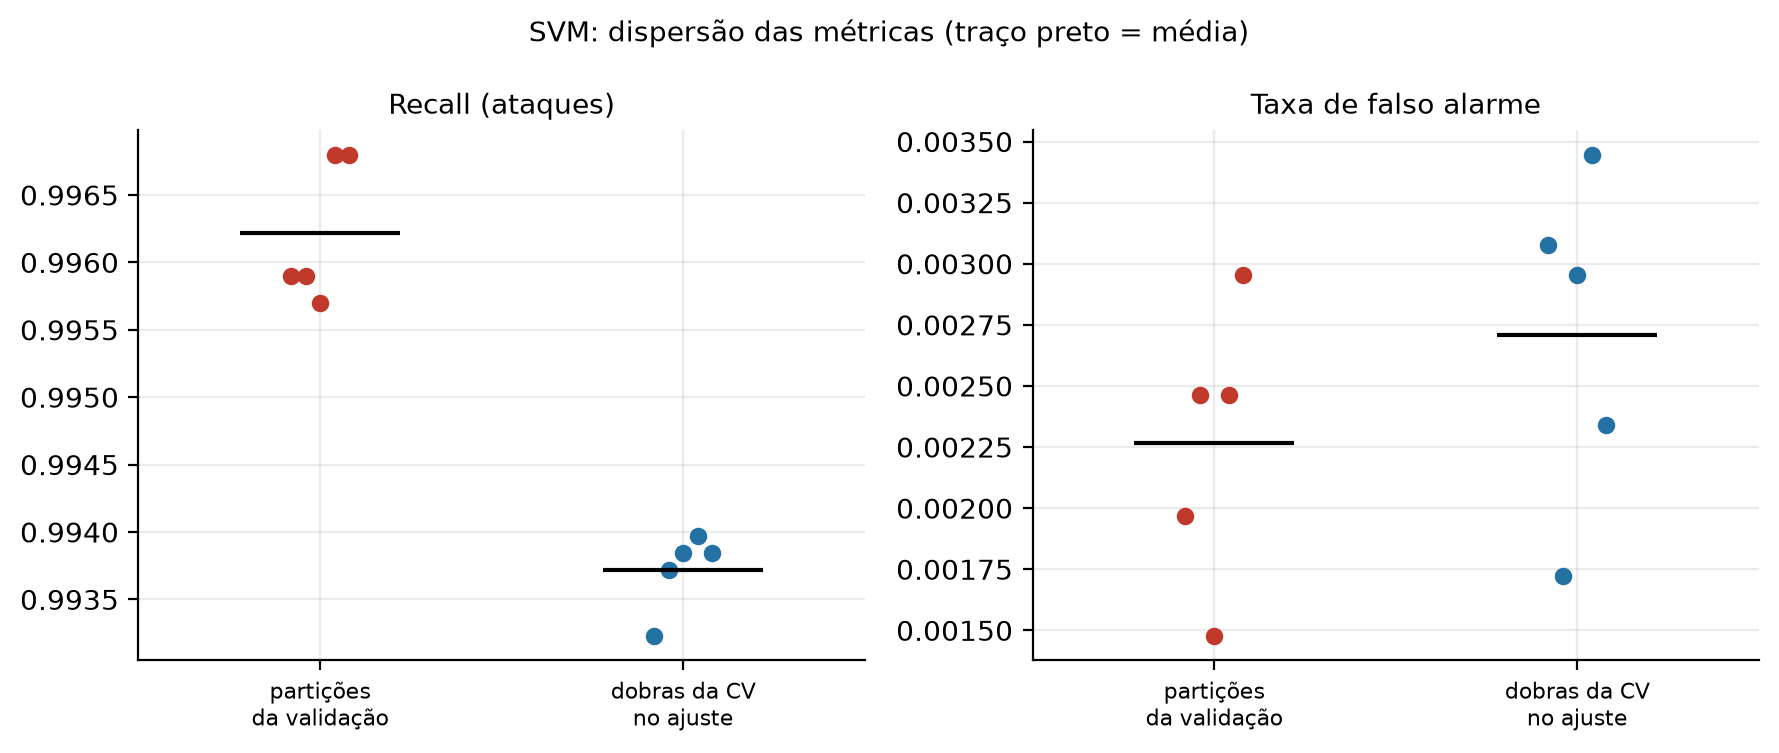 SVM: dispersão das métricas (traço preto = média)
Recall (ataques)
0.9965
0.9960
0.9955
0.9950
0.9945
0.9940
0.9935
partições
da validação
dobras da CV
no ajuste
Taxa de falso alarme
0.00350
0.00325
0.00300
0.00275
0.00250
0.00225
0.00200
0.00175
0.00150
partições
da validação
dobras da CV
no ajuste